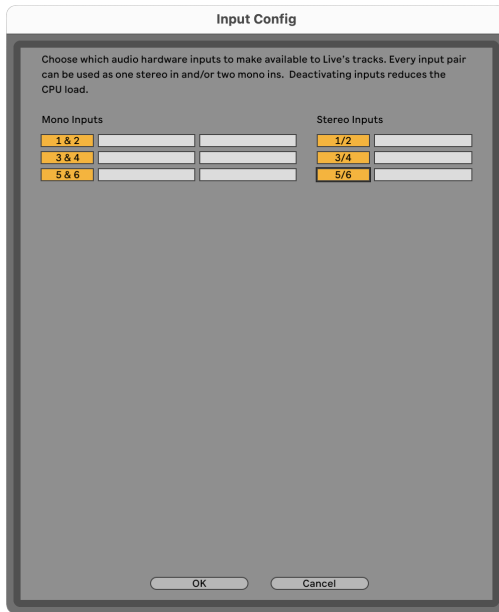 Input Config
Choose which audio hardware inputs to make available to Live's tracks. Every input pair
can be used as one stereo in and/or two mono ins. Deactivating inputs reduces the
CPU load.
Mono Inputs Stereo Inputs
1 & 2 1/2
3 & 4 3/4
5 & 6 5/6
OK Cancel